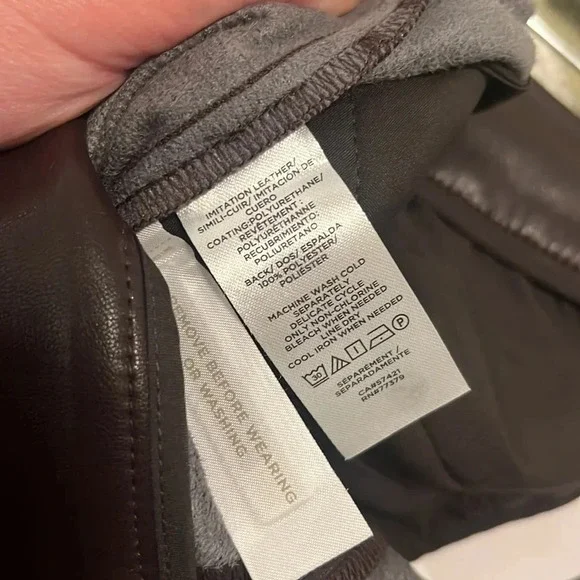 IMITATION LEATHER/
SIMILI-CUIR/ IMITACIÓN DE
CUERO
COATING:POLYURETHANE/
REVÊTEMENT :
POLYURÉTHANNE
RECUBRIMIENTO:
POLIURETANO
BACK/ DOS/ ESPALDA
100% POLYESTER/
POLIÉSTER
MACHINE WASH COLD
SEPARATELY
DELICATE CYCLE
ONLY NON-CHLORINE
BLEACH WHEN NEEDED
LINE DRY
COOL IRON WHEN NEEDED
30 P
SÉPARÉMENT/
SEPARADAMENTE
CA#57421
RN#77379
REMOVE BEFORE WEARING
OR WASHING